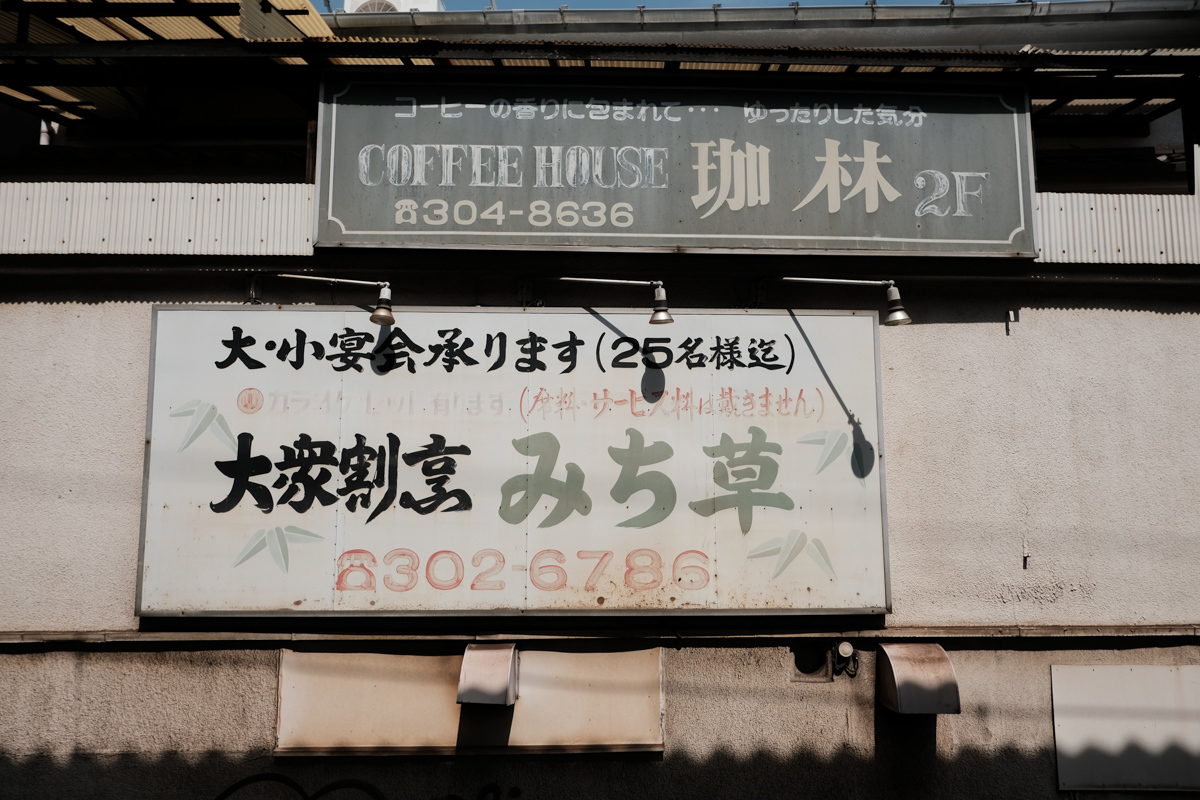 コーヒーの香りに包まれて… ゆったりした気分
COFFEE HOUSE 珈林 2F
☎304-8636
大・小宴会承ります(25名様迄)
カラオケセット有ります(席料・サービス料は戴きません)
大衆割烹 みち草
☎302-6786